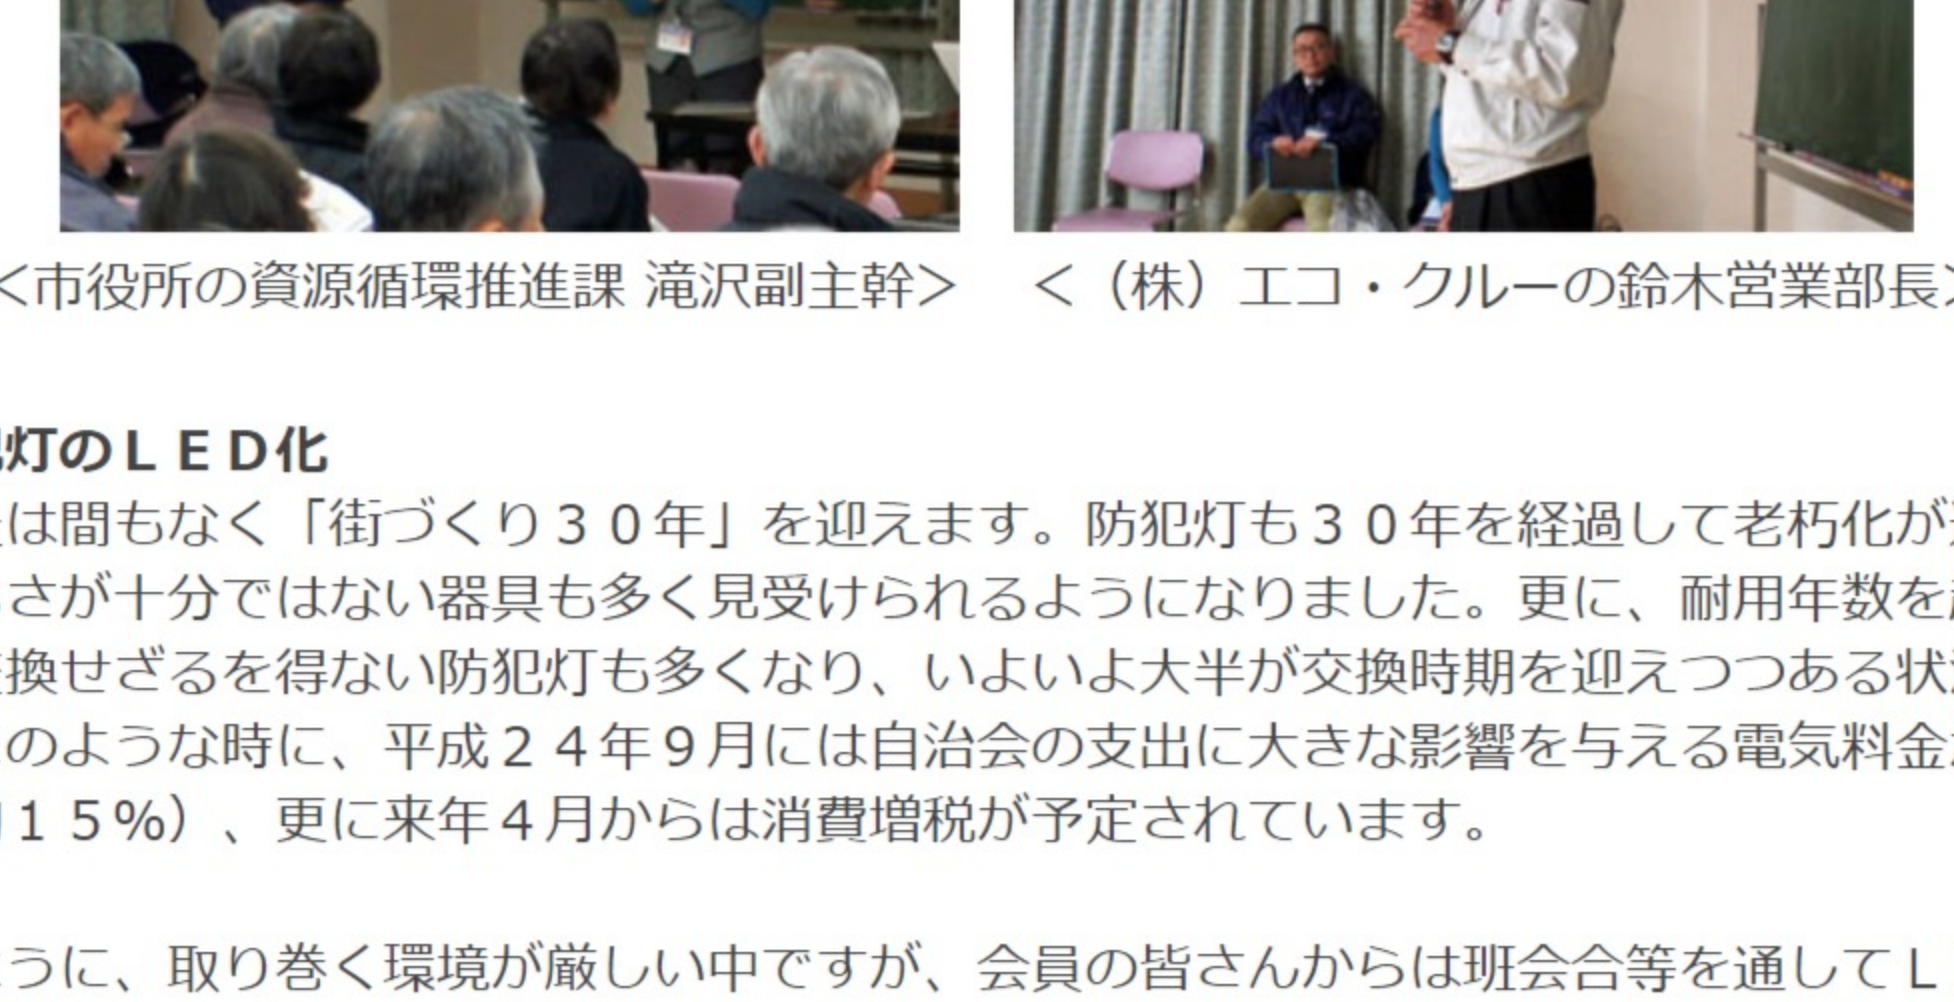 ＜市役所の資源循環推進課 滝沢副主幹＞
＜（株）エコ・クルーの鈴木営業部長＞
灯のＬＥＤ化
は間もなく「街づくり３０年」を迎えます。防犯灯も３０年を経過して老朽化が
さが十分ではない器具も多く見受けられるようになりました。更に、耐用年数を
換せざるを得ない防犯灯も多くなり、いよいよ大半が交換時期を迎えつつある状
のような時に、平成２４年９月には自治会の支出に大きな影響を与える電気料金
１５%）、更に来年４月からは消費増税が予定されています。
うに、取り巻く環境が厳しい中ですが、会員の皆さんからは班会合等を通してＬ